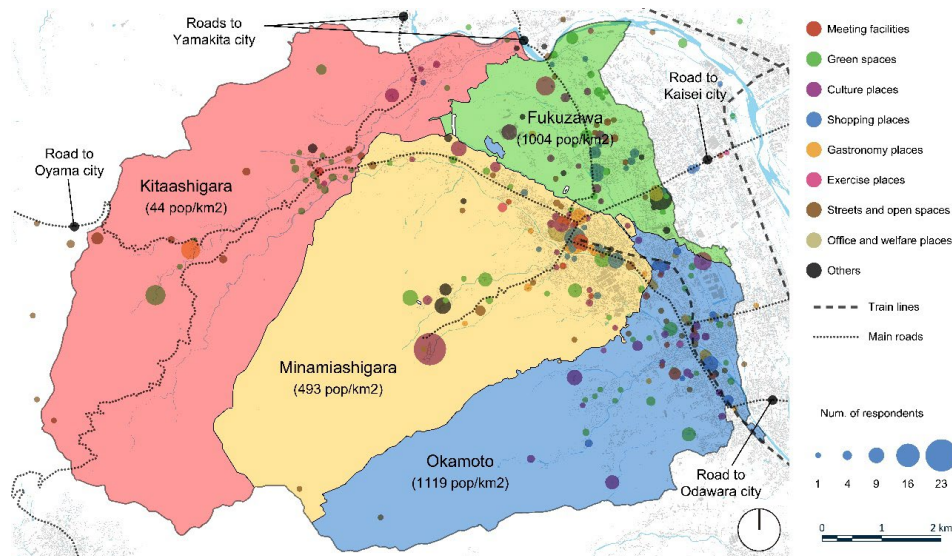 Roads to
Yamakita city
Road to
Kaisei city
Fukuzawa
(1004 pop/km2)
Road to
Oyama city
Kitaashigara
(44 pop/km2)
Minamiashigara
(493 pop/km2)
Okamoto
(1119 pop/km2)
Road to
Odawara city
Meeting facilities
Green spaces
Culture places
Shopping places
Gastronomy places
Exercise places
Streets and open spaces
Office and welfare places
Others
Train lines
Main roads
Num. of respondents
1 4 9 16 23
0 1 2 km